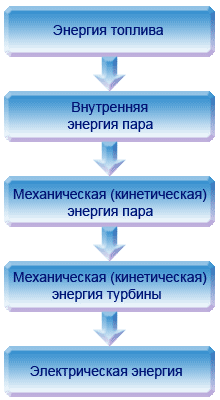 Энергия топлива
Внутренняя
энергия пара
Механическая (кинетическая)
энергия пара
Механическая (кинетическая)
энергия турбины
Электрическая энергия